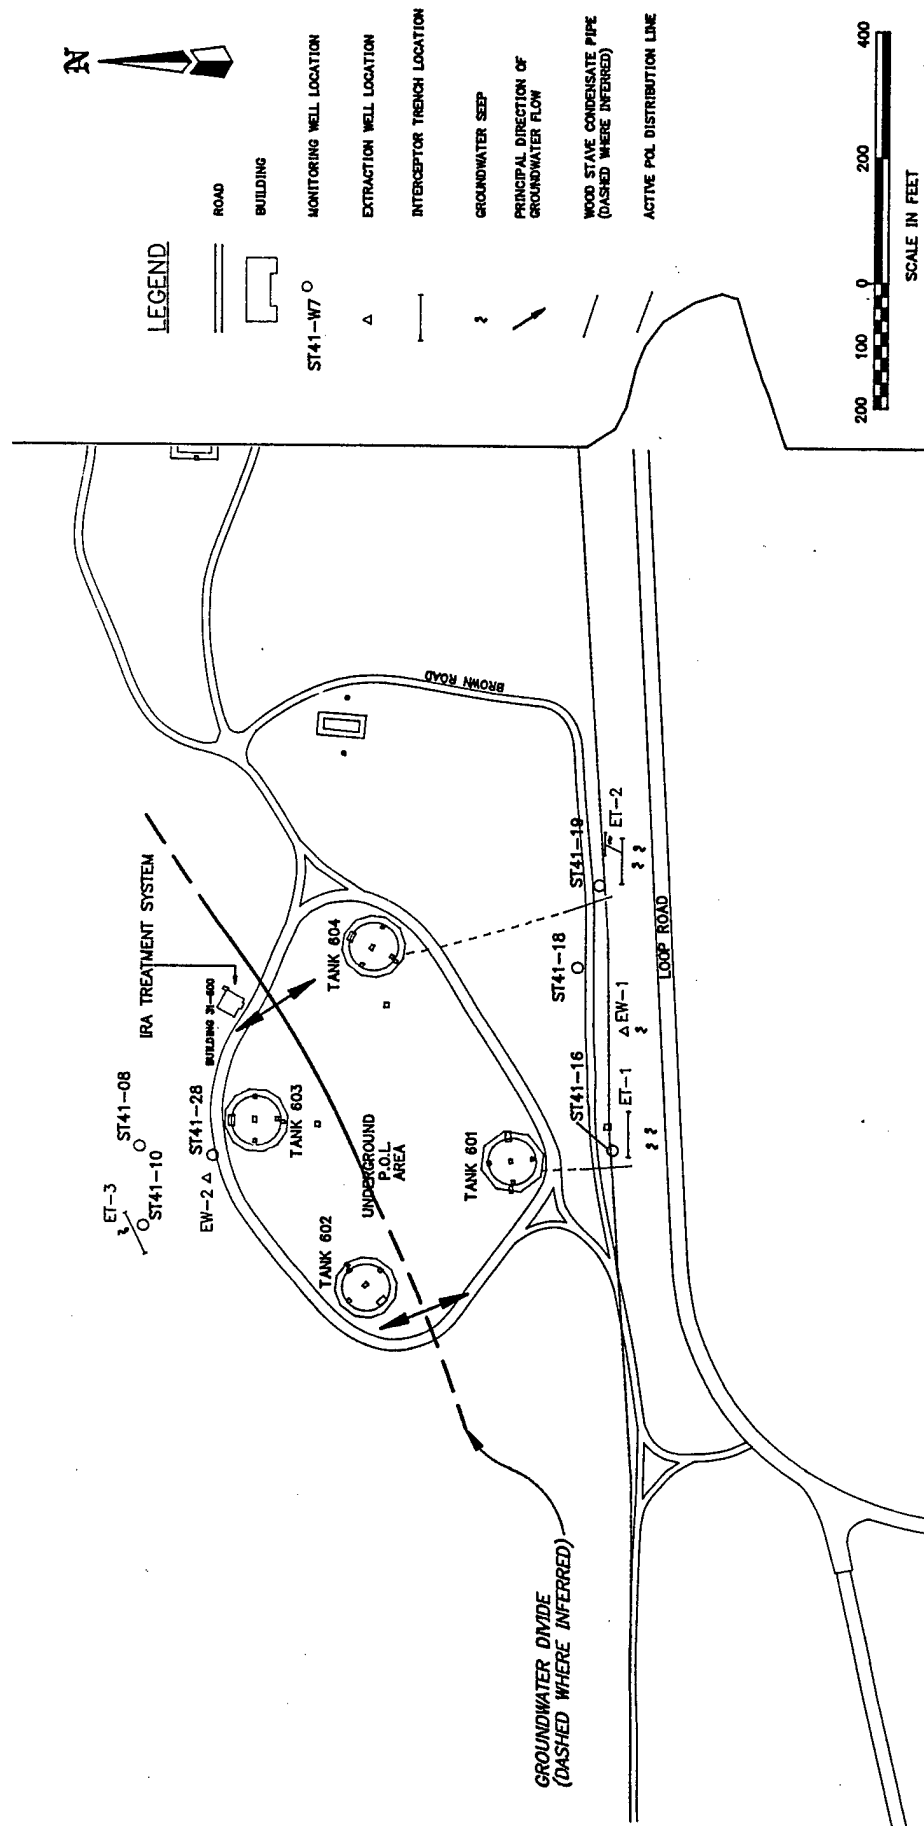 N
LEGEND
ROAD
BUILDING
ST41-W7
MONITORING WELL LOCATION
EXTRACTION WELL LOCATION
INTERCEPTOR TRENCH LOCATION
GROUNDWATER SEEP
PRINCIPAL DIRECTION OF
GROUNDWATER FLOW
WOOD STAVE CONDENSATE PIPE
(DASHED WHERE INFERRED)
ACTIVE POL DISTRIBUTION LINE
200
100
0
200
400
SCALE IN FEET
IRA TREATMENT SYSTEM
BUILDING 31-600
ET-3
ST41-10
ST41-08
EW-2
ST41-28
TANK 603
TANK 604
TANK 602
UNDERGROUND
P.O.L.
AREA
TANK 601
BROWN ROAD
ST41-16
ET-1
EW-1
ST41-18
ST41-19
ET-2
LOOP ROAD
GROUNDWATER DIVIDE
(DASHED WHERE INFERRED)